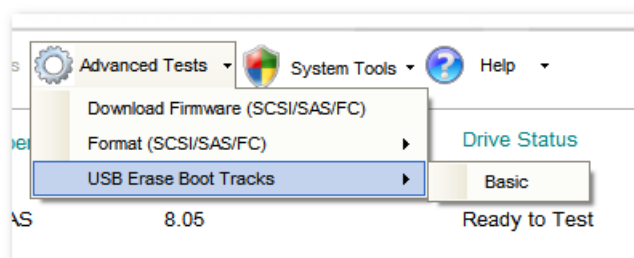 Advanced Tests
System Tools
Help
Download Firmware (SCSI/SAS/FC)
Format (SCSI/SAS/FC)
Drive Status
USB Erase Boot Tracks
Basic
8.05
Ready to Test